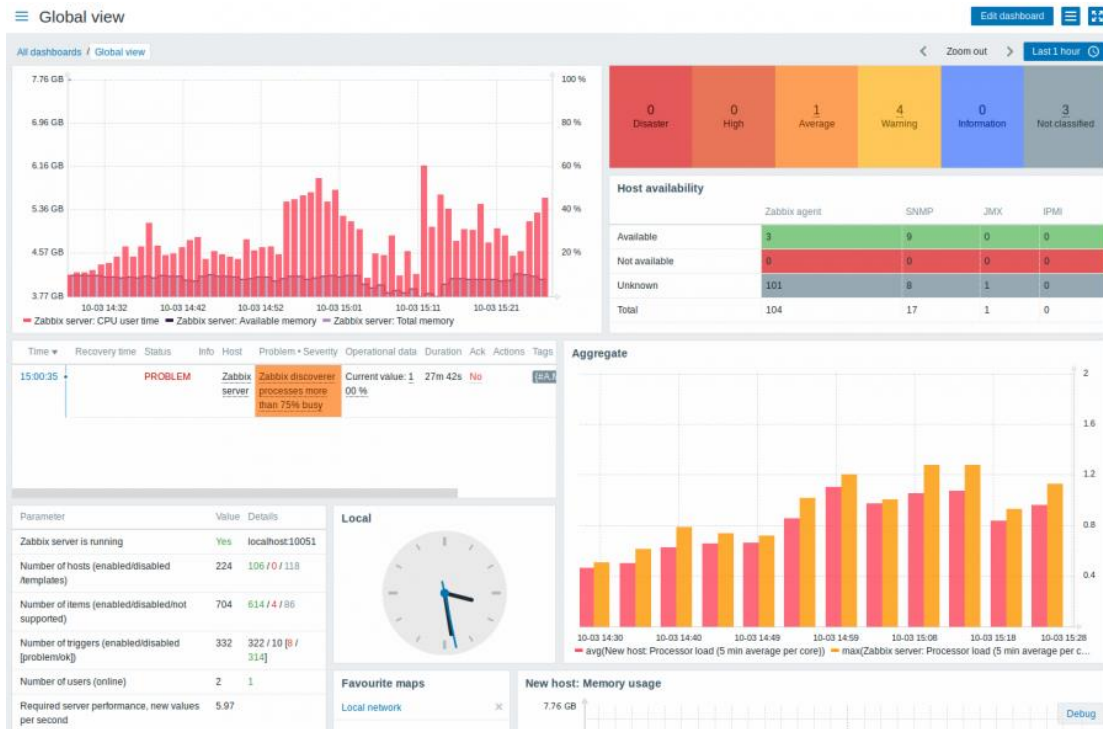 Global view
Edit dashboard
All dashboards / Global view
Zoom out
Last 1 hour
7.76 GB
6.96 GB
6.16 GB
5.36 GB
4.57 GB
3.77 GB
100 %
80 %
60 %
40 %
20 %
10-03 14:32 10-03 14:42 10-03 14:52 10-03 15:01 10-03 15:11 10-03 15:21
Zabbix server: CPU user time Zabbix server: Available memory Zabbix server: Total memory
0 0 1 4 0 3
Disaster High Average Warning Information Not classified
Host availability
Zabbix agent SNMP JMX IPMI
Available 3 9 0 0
Not available 0 0 0 0
Unknown 101 8 1 0
Total 104 17 1 0
Time Recovery time Status Info Host Problem • Severity Operational data Duration Ack Actions Tags
15:00:35 PROBLEM Zabbix Zabbix discoverer Current value: 1 27m 42s No
server processes more 00 %
than 75% busy
Aggregate
2
1.6
1.2
0.8
0.4
10-03 14:30 10-03 14:40 10-03 14:49 10-03 14:59 10-03 15:08 10-03 15:18 10-03 15:28
avg(New host: Processor load (5 min average per core)) max(Zabbix server: Processor load (5 min average per c...
Parameter Value Details
Zabbix server is running Yes localhost:10051
Number of hosts (enabled/disabled 224 106 / 0 / 118
/templates)
Number of items (enabled/disabled/not 704 614 / 4 / 86
supported)
Number of triggers (enabled/disabled 332 322 / 10 [8 /
[problem/ok]) 314]
Number of users (online) 2 1
Required server performance, new values 5.97
per second
Local
Favourite maps
Local network
New host: Memory usage
7.76 GB
Debug